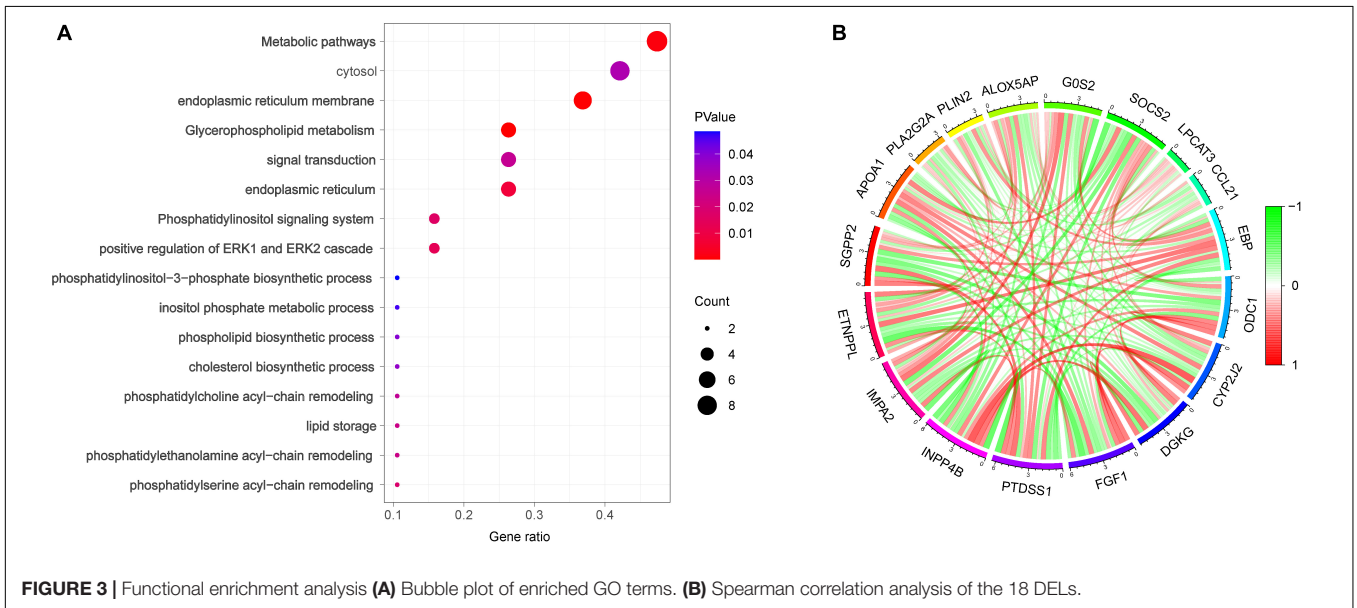 A
Metabolic pathways
cytosol
endoplasmic reticulum membrane
Glycerophospholipid metabolism
signal transduction
endoplasmic reticulum
Phosphatidylinositol signaling system
positive regulation of ERK1 and ERK2 cascade
phosphatidylinositol−3−phosphate biosynthetic process
inositol phosphate metabolic process
phospholipid biosynthetic process
cholesterol biosynthetic process
phosphatidylcholine acyl−chain remodeling
lipid storage
phosphatidylethanolamine acyl−chain remodeling
phosphatidylserine acyl−chain remodeling
0.1 0.2 0.3 0.4
Gene ratio
PValue
0.04
0.03
0.02
0.01
Count
2
4
6
8
B
G0S2
SOCS2
LPCAT3
CCL21
EBP
ODC1
CYP2J2
DGKG
FGF1
PTDSS1
INPP4B
IMPA2
ETNPPL
SGPP2
APOA1
PLA2G2A
PLIN2
ALOX5AP
−1
0
1
FIGURE 3 | Functional enrichment analysis (A) Bubble plot of enriched GO terms. (B) Spearman correlation analysis of the 18 DELs.